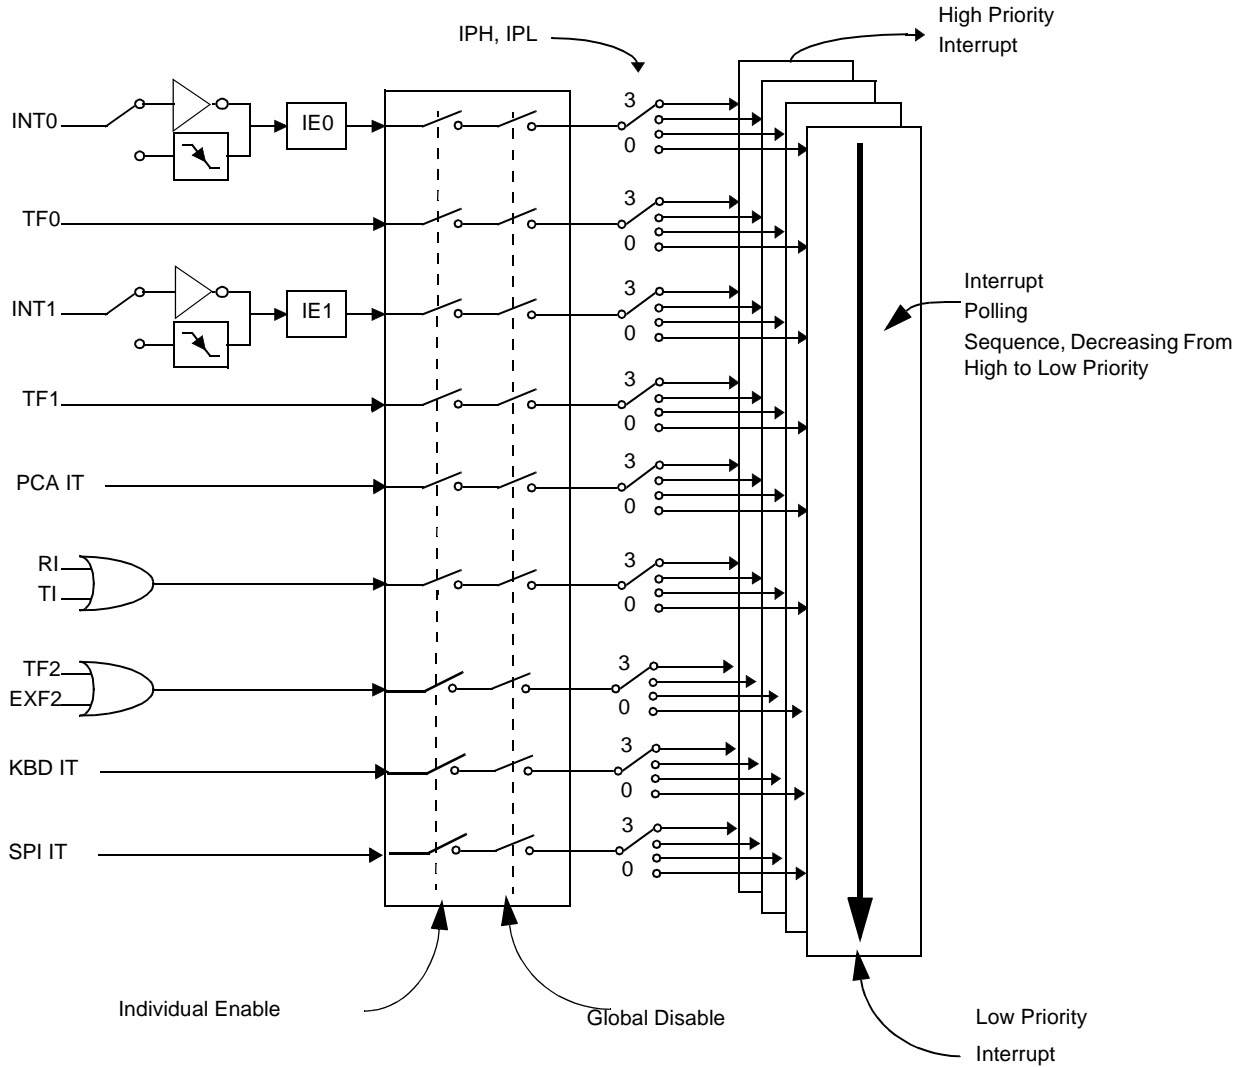 High Priority
Interrupt
IPH, IPL
INT0
IE0
3
0
TF0
3
0
INT1
IE1
3
0
Interrupt
Polling
Sequence, Decreasing From
High to Low Priority
TF1
3
0
PCA IT
3
0
RI
TI
3
0
TF2
EXF2
3
0
KBD IT
3
0
SPI IT
3
0
Individual Enable
Global Disable
Low Priority
Interrupt